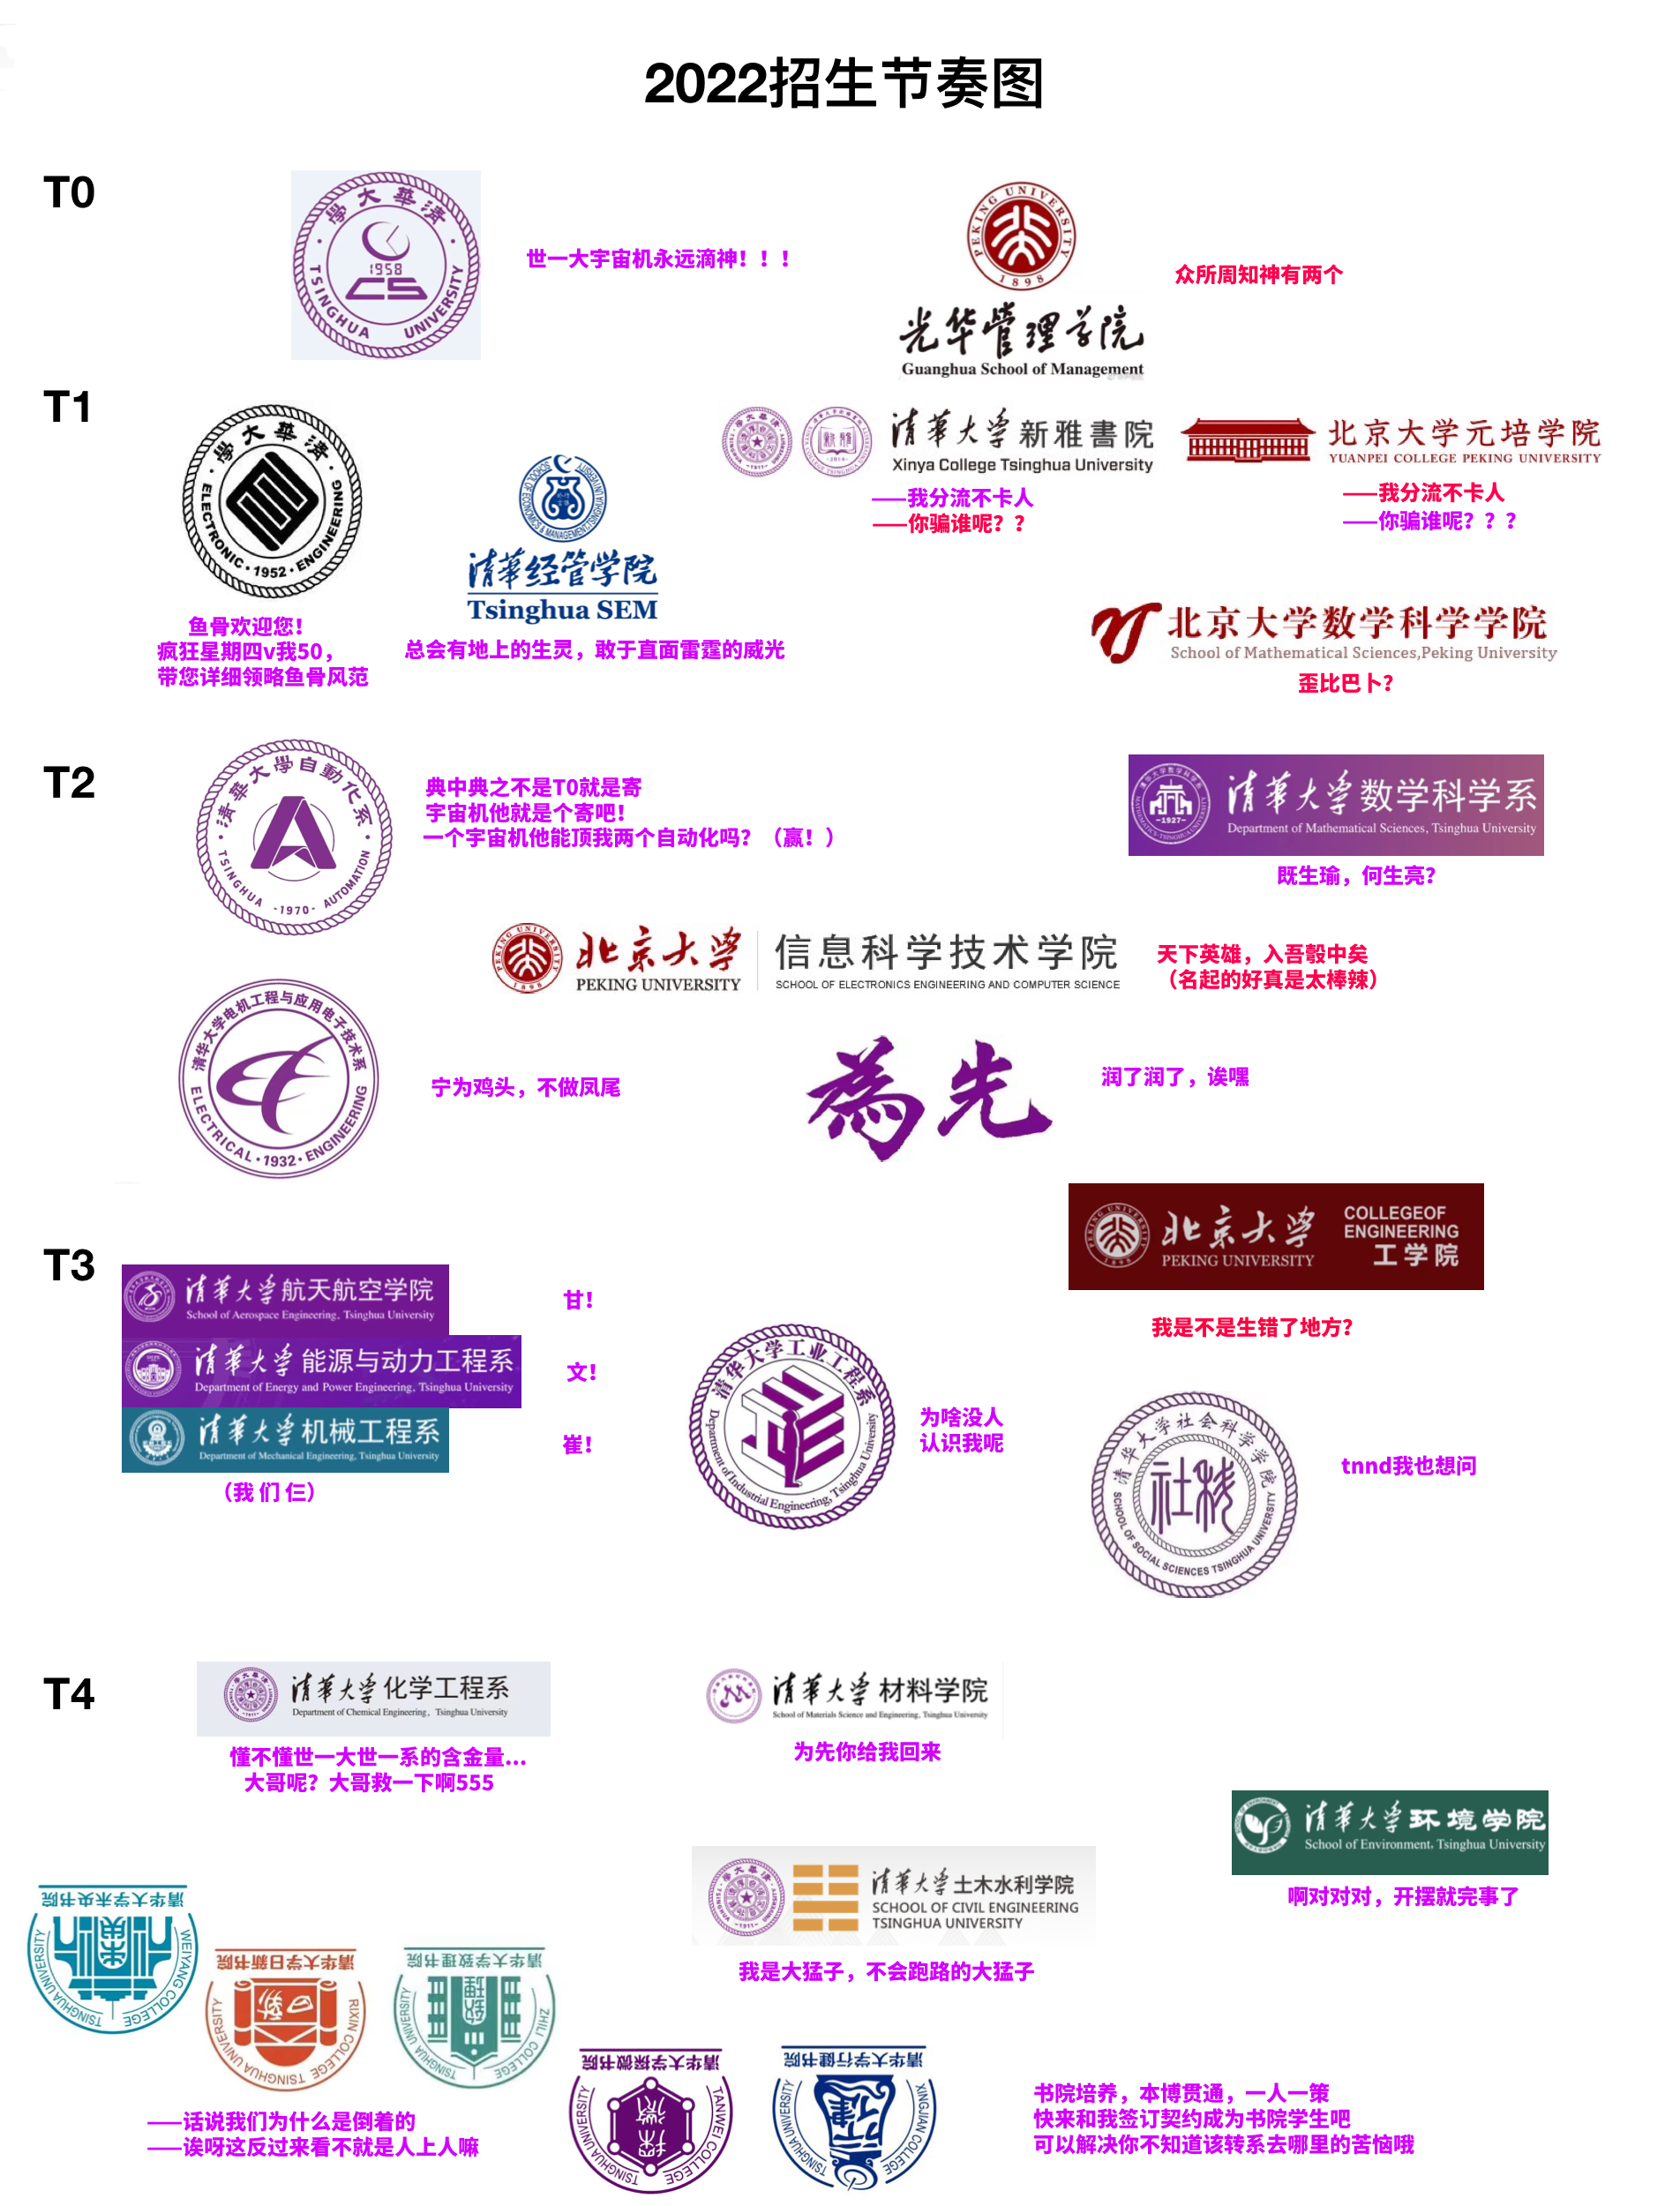 2022招生节奏图
T0
學大華清
1958
CS
TSINGHUA UNIVERSITY
世一大宇宙机永远滴神！！！
PEKING UNIVERSITY
1898
光华管理学院
Guanghua School of Management
众所周知神有两个
T1
學大華清
ELECTRONIC·1952·ENGINEERING
鱼骨欢迎您！
疯狂星期四v我50，
带您详细领略鱼骨风范
SCHOOL OF ECONOMICS & MANAGEMENT, TSINGHUA UNIVERSITY
清華经管学院
Tsinghua SEM
总会有地上的生灵，敢于直面雷霆的威光
清華大学新雅書院
Xinya College Tsinghua University
——我分流不卡人
——你骗谁呢？？
北京大学元培学院
YUANPEI COLLEGE PEKING UNIVERSITY
——我分流不卡人
——你骗谁呢？？？
北京大学数学科学学院
School of Mathematical Sciences,Peking University
歪比巴卜？
T2
清華大學自動化系
TSINGHUA -1970- AUTOMATION
典中典之不是T0就是寄
宇宙机他就是个寄吧！
一个宇宙机他能顶我两个自动化吗？（赢！）
-1927-
清華大学数学科学系
Department of Mathematical Sciences, Tsinghua University
既生瑜，何生亮？
PEKING UNIVERSITY
1898
北京大学
PEKING UNIVERSITY
信息科学技术学院
SCHOOL OF ELECTRONICS ENGINEERING AND COMPUTER SCIENCE
天下英雄，入吾彀中矣
（名起的好真是太棒辣）
清华大学电机工程与应用电子技术系
ELECTRICAL·1932·ENGINEERING
宁为鸡头，不做凤尾
為先
润了润了，诶嘿
T3
北京大学
PEKING UNIVERSITY
COLLEGEOF
ENGINEERING
工学院
我是不是生错了地方？
清華大学航天航空学院
School of Aerospace Engineering, Tsinghua University
甘！
清華大学能源与动力工程系
Department of Energy and Power Engineering, Tsinghua University
文！
清華大学机械工程系
Department of Mechanical Engineering, Tsinghua University
崔！
（我 们 仨）
清华大学工业工程系
Department of Industrial Engineering, Tsinghua University
为啥没人
认识我呢
清华大学社会科学学院
社科
SCHOOL OF SOCIAL SCIENCES TSINGHUA UNIVERSITY
tnnd我也想问
T4
清華大学化学工程系
Department of Chemical Engineering, Tsinghua University
懂不懂世一大世一系的含金量...
大哥呢？大哥救一下啊555
清華大学材料学院
School of Materials Science and Engineering, Tsinghua University
为先你给我回来
清華大学环境学院
School of Environment, Tsinghua University
啊对对对，开摆就完事了
清華大学土木水利学院
SCHOOL OF CIVIL ENGINEERING
TSINGHUA UNIVERSITY
我是大猛子，不会跑路的大猛子
清华大学未央书院
未央
TSINGHUA UNIVERSITY WEIYANG COLLEGE
清华大学日新书院
日新
TSINGHUA UNIVERSITY RIXIN COLLEGE
清华大学致理书院
致理
TSINGHUA UNIVERSITY ZHILI COLLEGE
清华大学探微书院
探微
TSINGHUA UNIVERSITY TANWEI COLLEGE
清华大学行健书院
行健
TSINGHUA UNIVERSITY XINGJIAN COLLEGE
——话说我们为什么是倒着的
——诶呀这反过来看不就是人上人嘛
书院培养，本博贯通，一人一策
快来和我签订契约成为书院学生吧
可以解决你不知道该转系去哪里的苦恼哦